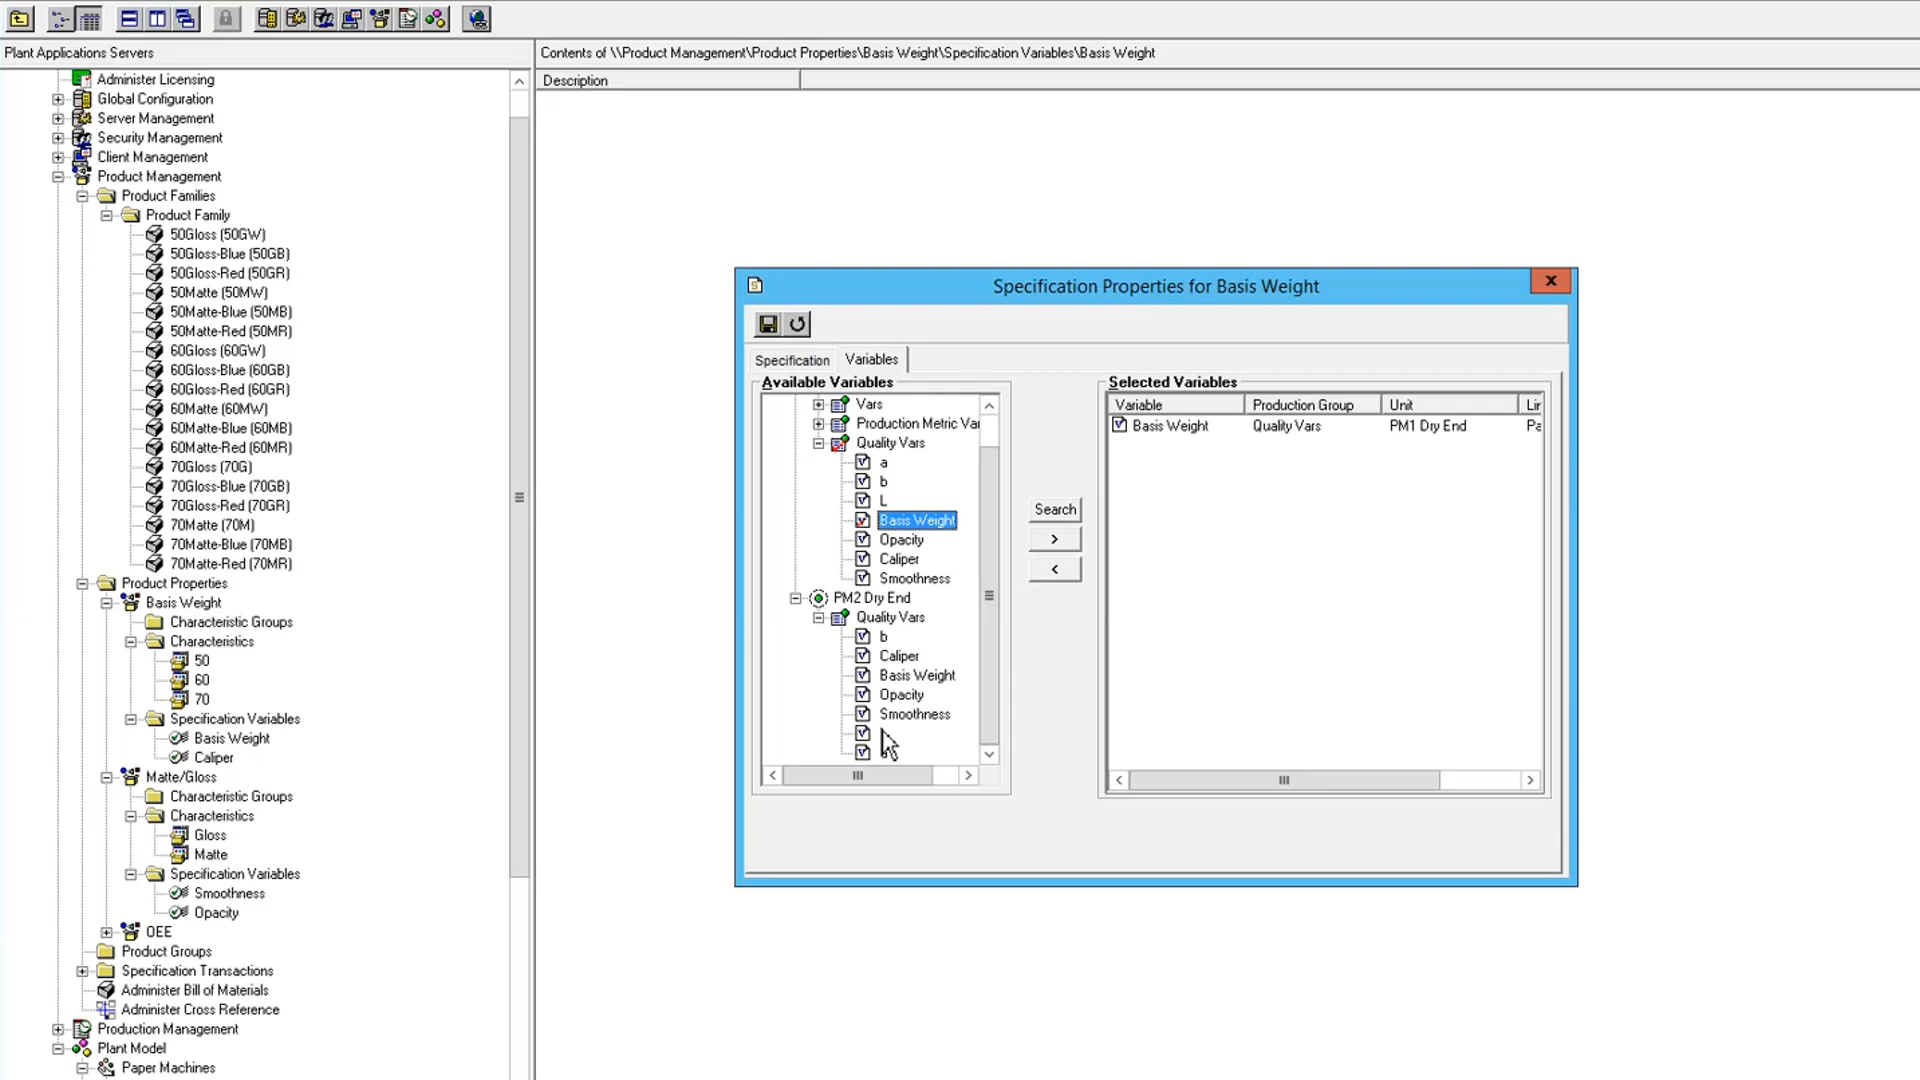 Plant Applications Servers
Administer Licensing
Global Configuration
Server Management
Security Management
Client Management
Product Management
Product Families
Product Family
50Gloss (50GW)
50Gloss-Blue (50GB)
50Gloss-Red (50GR)
50Matte (50MW)
50Matte-Blue (50MB)
50Matte-Red (50MR)
60Gloss (60GW)
60Gloss-Blue (60GB)
60Gloss-Red (60GR)
60Matte (60MW)
60Matte-Blue (60MB)
60Matte-Red (60MR)
70Gloss (70G)
70Gloss-Blue (70GB)
70Gloss-Red (70GR)
70Matte (70M)
70Matte-Blue (70MB)
70Matte-Red (70MR)
Product Properties
Basis Weight
Characteristic Groups
Characteristics
50
60
70
Specification Variables
Basis Weight
Caliper
Matte/Gloss
Characteristic Groups
Characteristics
Gloss
Matte
Specification Variables
Smoothness
Opacity
OEE
Product Groups
Specification Transactions
Administer Bill of Materials
Administer Cross Reference
Production Management
Plant Model
Paper Machines
Contents of \\Product Management\Product Properties\Basis Weight\Specification Variables\Basis Weight
Description
Specification Properties for Basis Weight
Specification Variables
Available Variables
Vars
Production Metric Var
Quality Vars
a
b
L
Basis Weight
Opacity
Caliper
Smoothness
PM2 Dry End
Quality Vars
b
Caliper
Basis Weight
Opacity
Smoothness
Search
>
<
Selected Variables
Variable Production Group Unit Lir
Basis Weight Quality Vars PM1 Dry End Pa